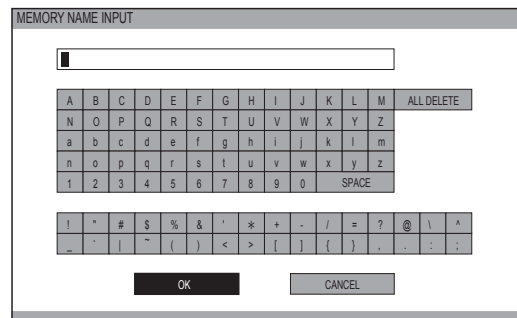 MEMORY NAME INPUT
A B C D E F G H I J K L M ALL DELETE
N O P Q R S T U V W X Y Z
a b c d e f g h i j k l m
n o p q r s t u v w x y z
1 2 3 4 5 6 7 8 9 0 SPACE
! " # $ % & ' * + - / = ? @ \ ^
_ ` | ~ ( ) < > [ ] { } , . : ;
OK CANCEL